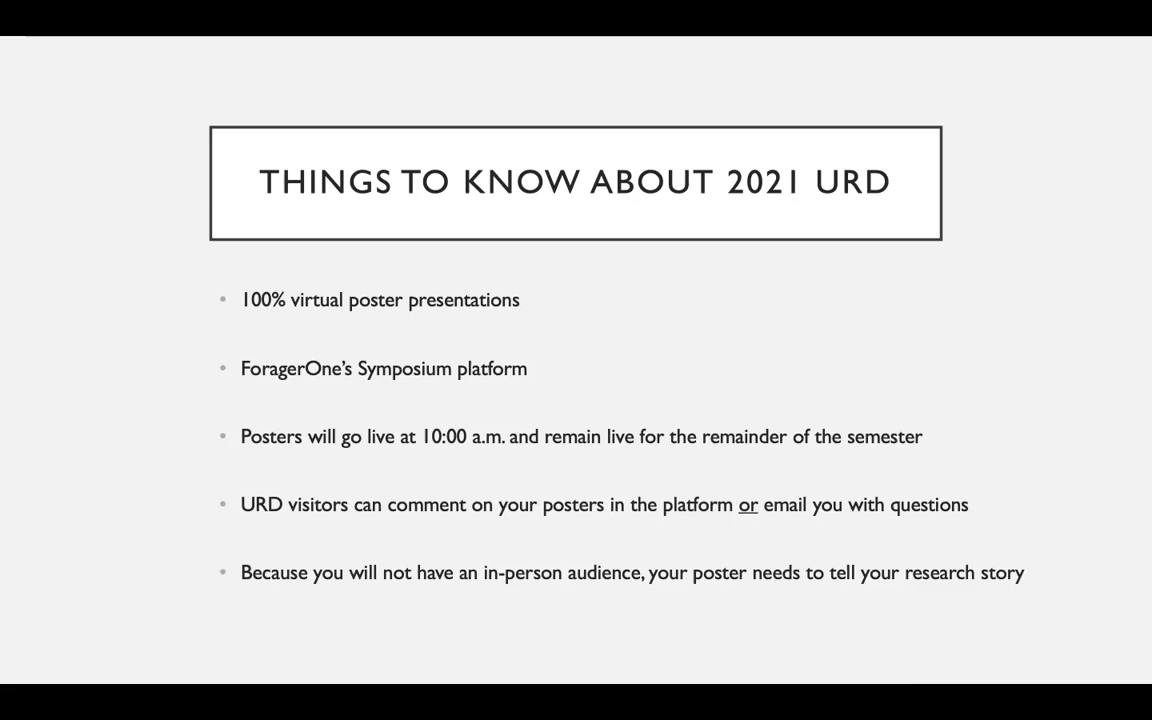 THINGS TO KNOW ABOUT 2021 URD
• 100% virtual poster presentations
• ForagerOne’s Symposium platform
• Posters will go live at 10:00 a.m. and remain live for the remainder of the semester
• URD visitors can comment on your posters in the platform or email you with questions
• Because you will not have an in-person audience, your poster needs to tell your research story